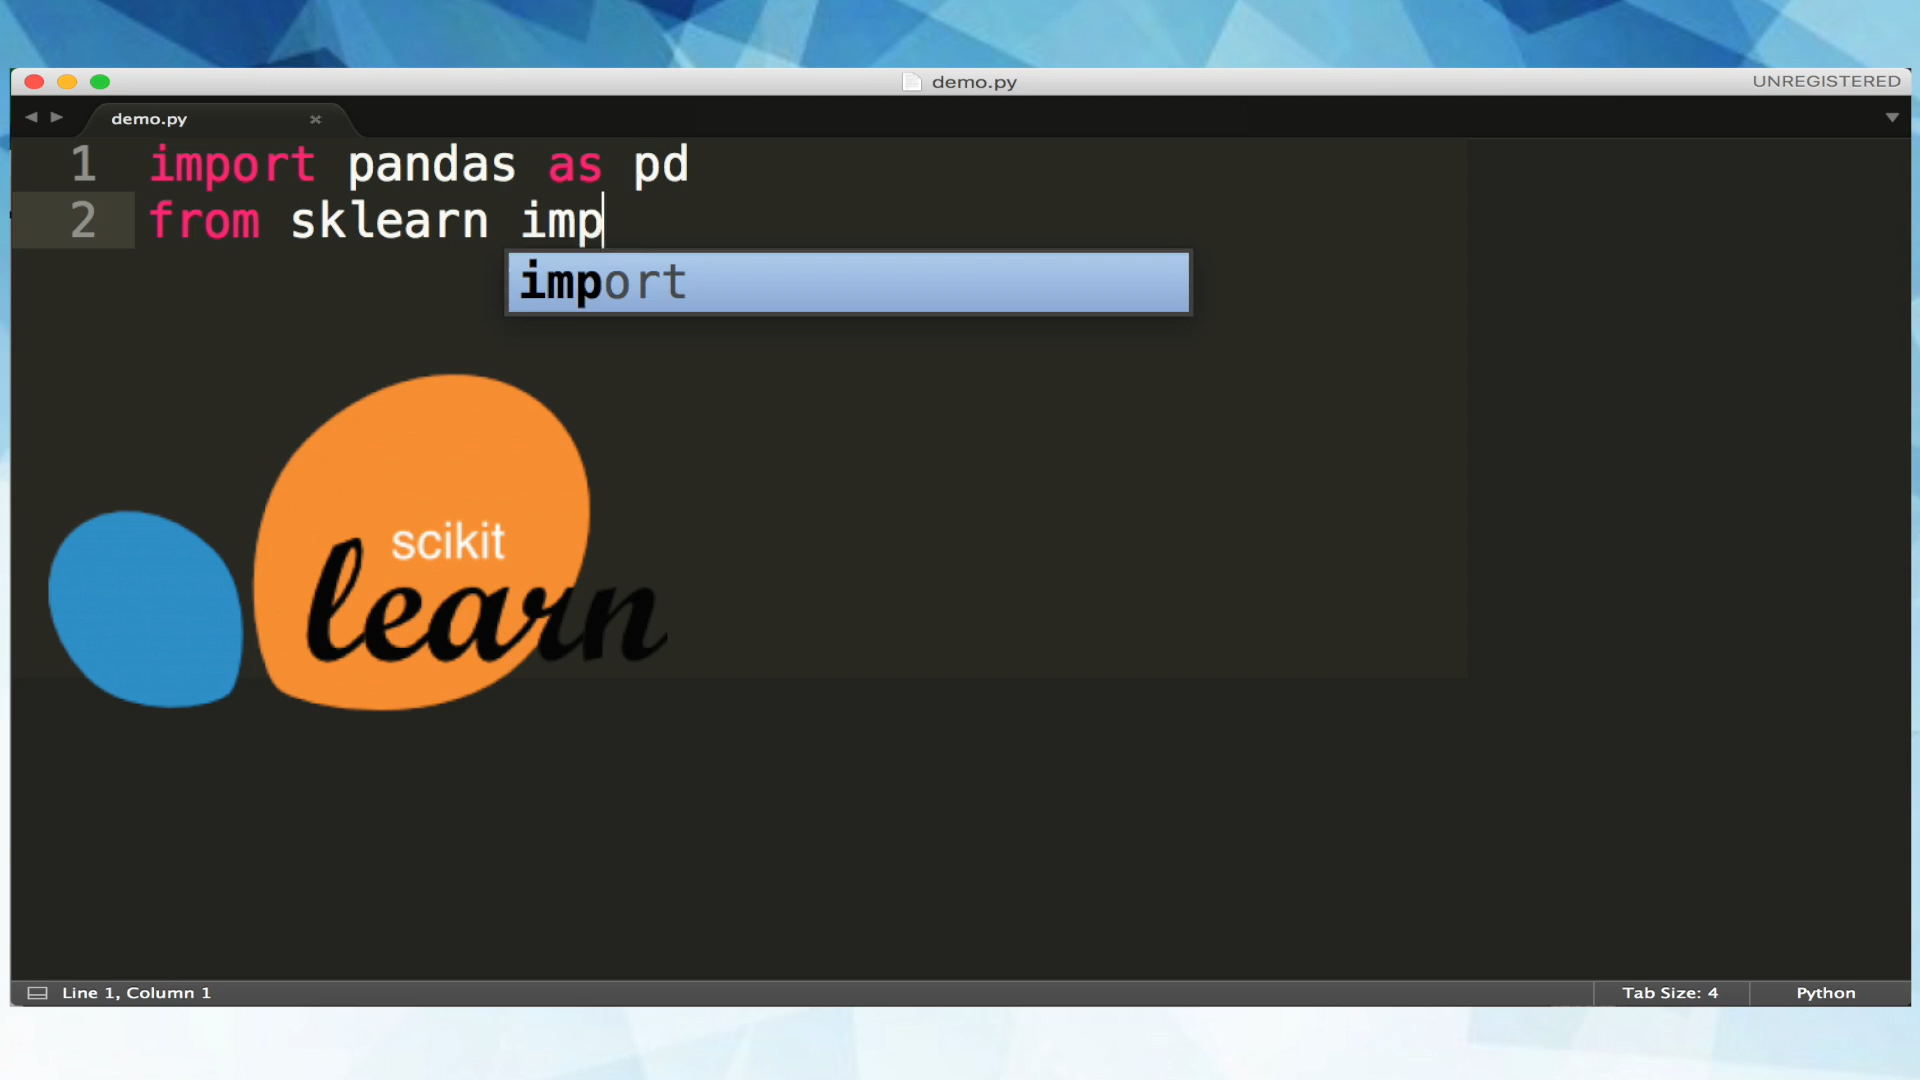 demo.py
UNREGISTERED
demo.py
1 import pandas as pd
2 from sklearn imp
import
scikit
learn
Line 1, Column 1
Tab Size: 4
Python